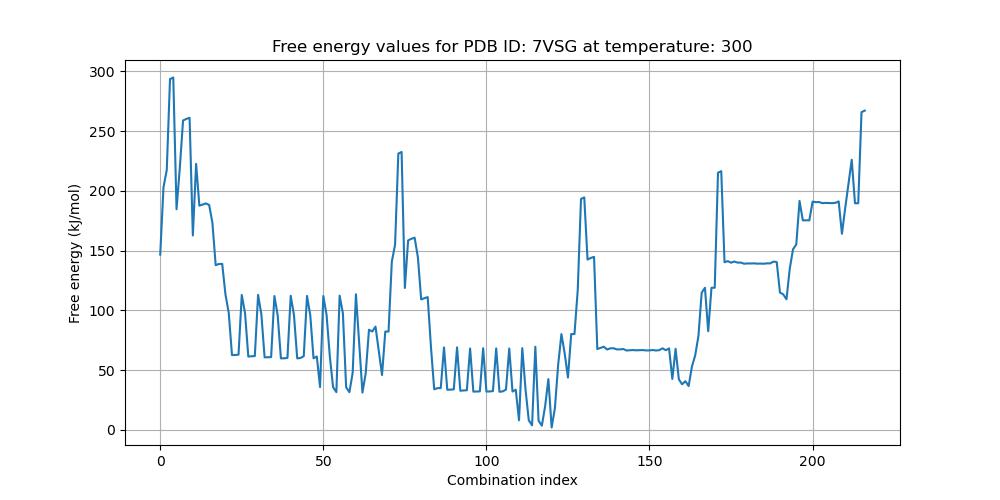 Free energy values for PDB ID: 7VSG at temperature: 300
300
250
200
150
100
50
0
Free energy (kJ/mol)
0 50 100 150 200
Combination index